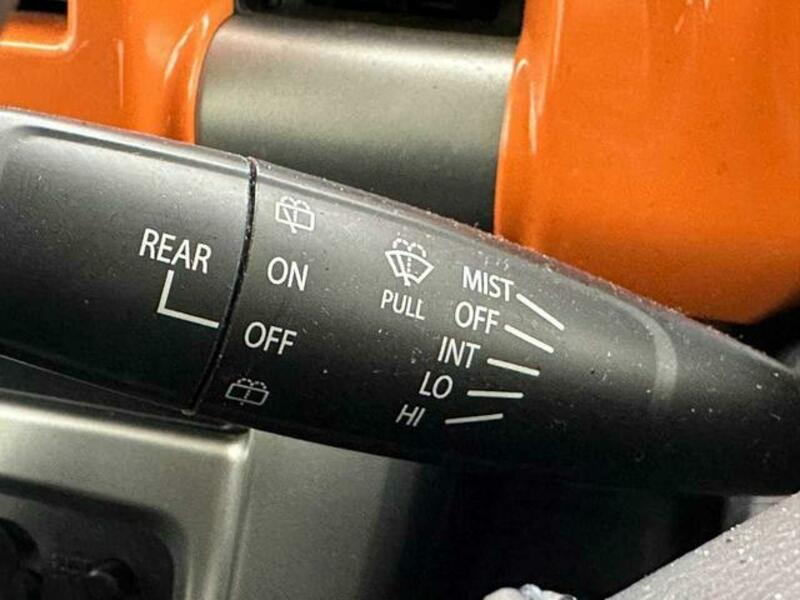 REAR
ON
OFF
PULL
MIST
OFF
INT
LO
HI